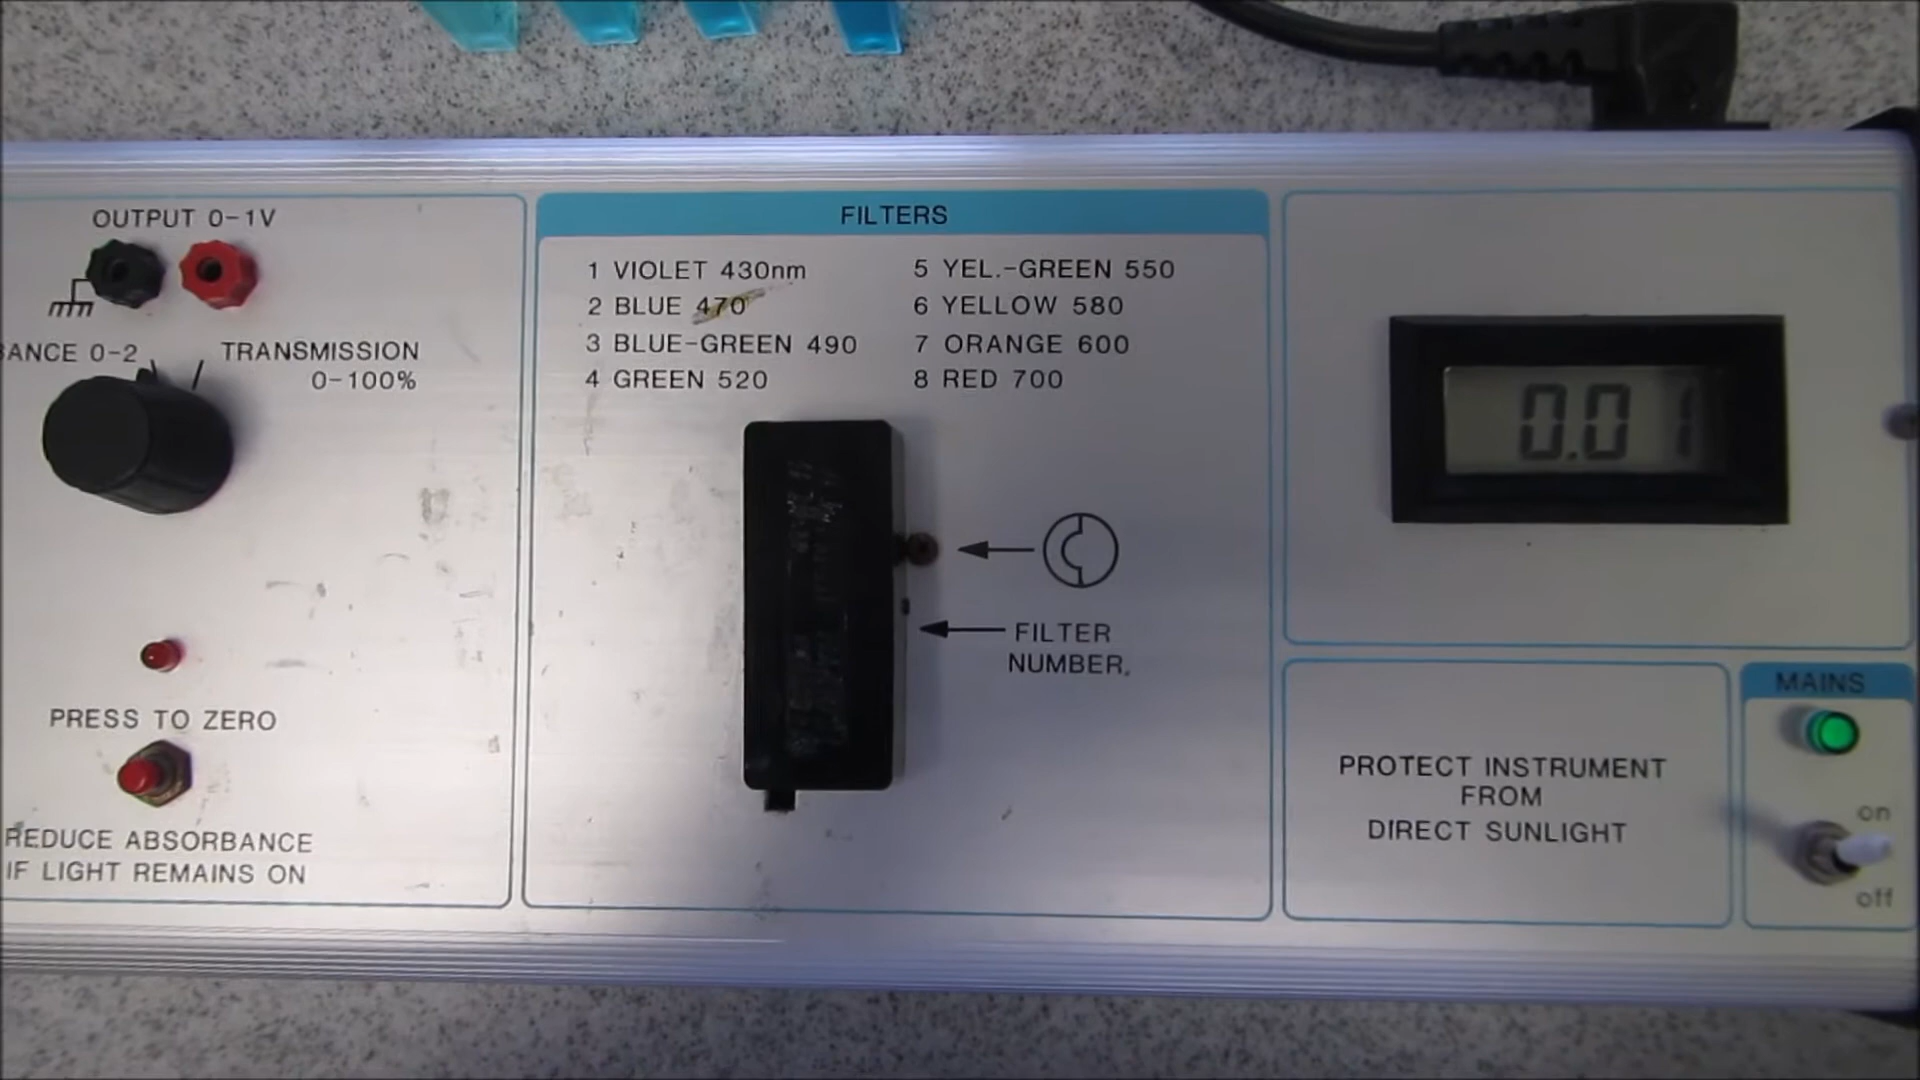 OUTPUT 0-1V
BANCE 0-2
TRANSMISSION
0-100%
PRESS TO ZERO
REDUCE ABSORBANCE
IF LIGHT REMAINS ON
FILTERS
1 VIOLET 430nm
2 BLUE 470
3 BLUE-GREEN 490
4 GREEN 520
5 YEL.-GREEN 550
6 YELLOW 580
7 ORANGE 600
8 RED 700
FILTER
NUMBER.
0.01
PROTECT INSTRUMENT
FROM
DIRECT SUNLIGHT
MAINS
on
off